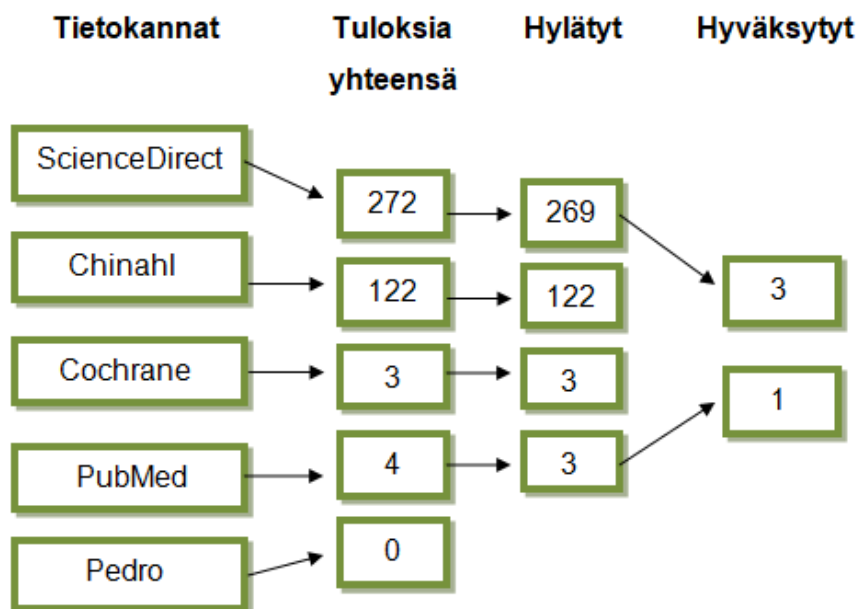 Tietokannat Tuloksia yhteensä Hylätyt Hyväksytyt
ScienceDirect 272 269 3
Chinahl 122 122
Cochrane 3 3
PubMed 4 3 1
Pedro 0